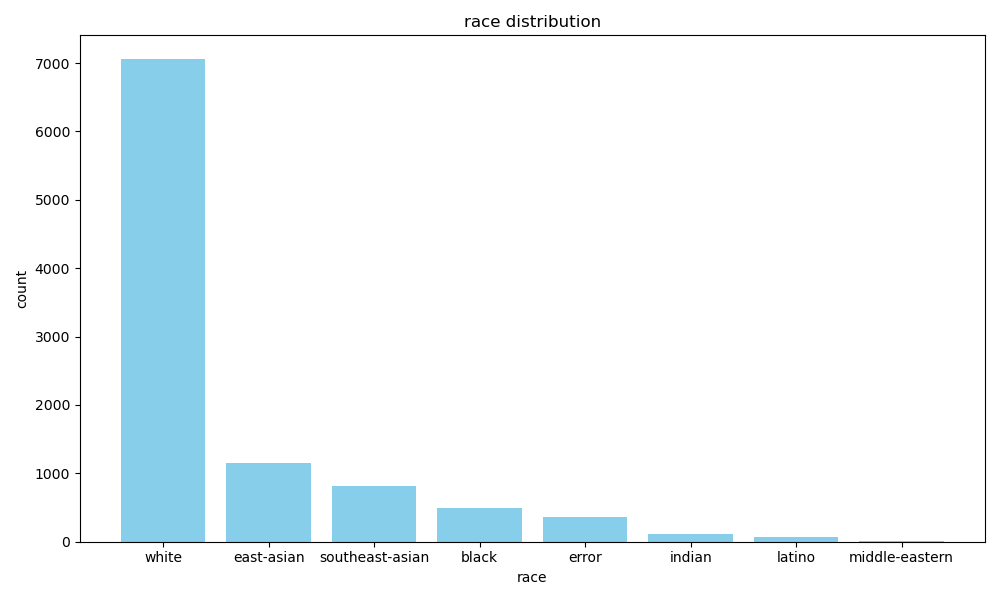 race distribution
7000
6000
5000
4000
3000
2000
1000
0
count
white east-asian southeast-asian black error indian latino middle-eastern
race